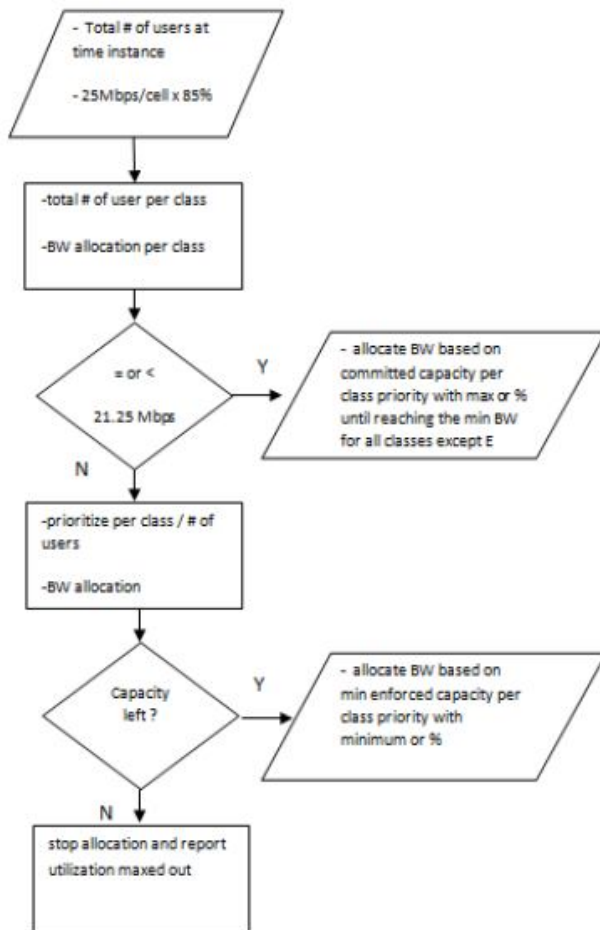 - Total # of users at
time instance
- 25Mbps/cell x 85%
-total # of user per class
-BW allocation per class
= or <
21.25 Mbps
Y
- allocate BW based on
committed capacity per
class priority with max or %
until reaching the min BW
for all classes except E
N
-prioritize per class / # of
users
-BW allocation
Capacity
left ?
Y
- allocate BW based on
min enforced capacity per
class priority with
minimum or %
N
stop allocation and report
utilization maxed out